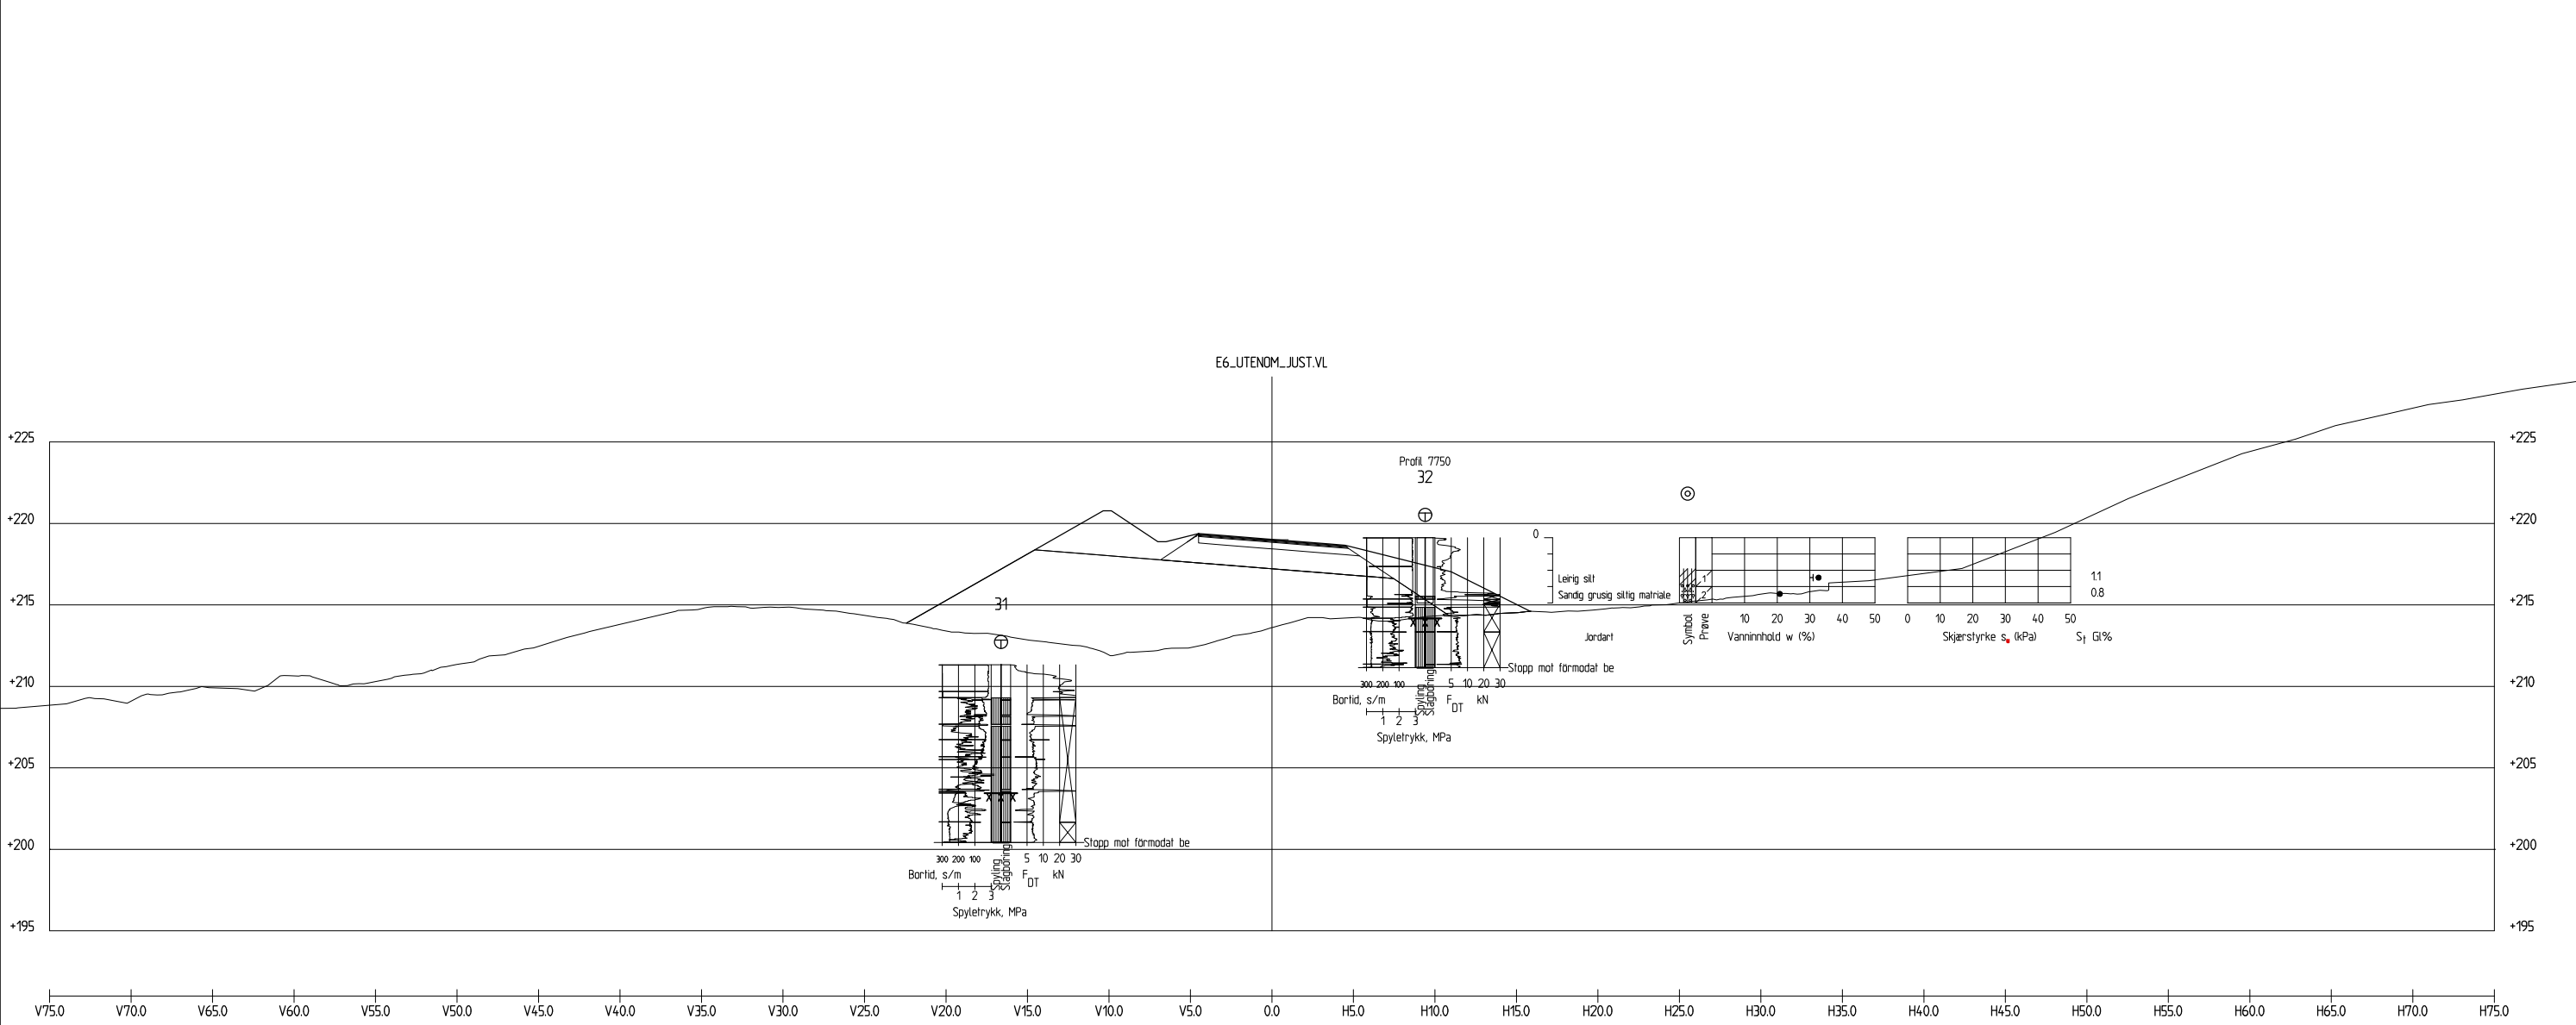 E6_UTENOM_JUST.VL
+225 +225
Profil 7750
32
+220 +220
0
Leirig silt 1 1.1
Sandig grusig siltig matriale 2 0.8
+215 31 +215
10 20 30 40 50 0 10 20 30 40 50
Jordart Symbol Prøve Vanninnhold w (%) Skjærstyrke s (kPa) St Gl%
X X X
Stopp mot förmodat be
+210 300 200 100 5 10 20 30 +210
Bortid, s/m Spyling Slagboring FDT kN
1 2 3
Spyletrykk, MPa
+205 +205
X X X
Stopp mot förmodat be
+200 +200
300 200 100 5 10 20 30
Bortid, s/m Spyling Slagboring FDT kN
1 2 3
Spyletrykk, MPa
+195 +195
V75.0 V70.0 V65.0 V60.0 V55.0 V50.0 V45.0 V40.0 V35.0 V30.0 V25.0 V20.0 V15.0 V10.0 V5.0 0.0 H5.0 H10.0 H15.0 H20.0 H25.0 H30.0 H35.0 H40.0 H45.0 H50.0 H55.0 H60.0 H65.0 H70.0 H75.0